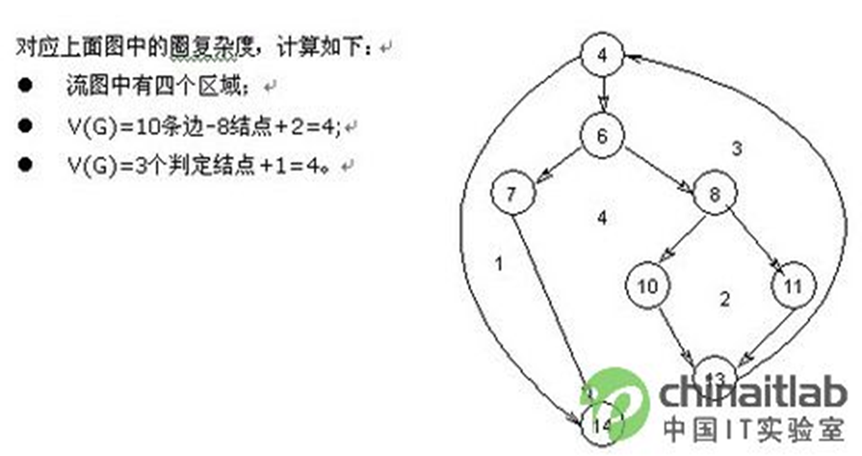 对应上面图中的圈复杂度，计算如下：
● 流图中有四个区域；
● V(G)=10条边-8结点+2=4;
● V(G)=3个判定结点+1=4。
4
6
3
7
8
4
1
10
11
2
13
chinaitlab
中国IT实验室
14